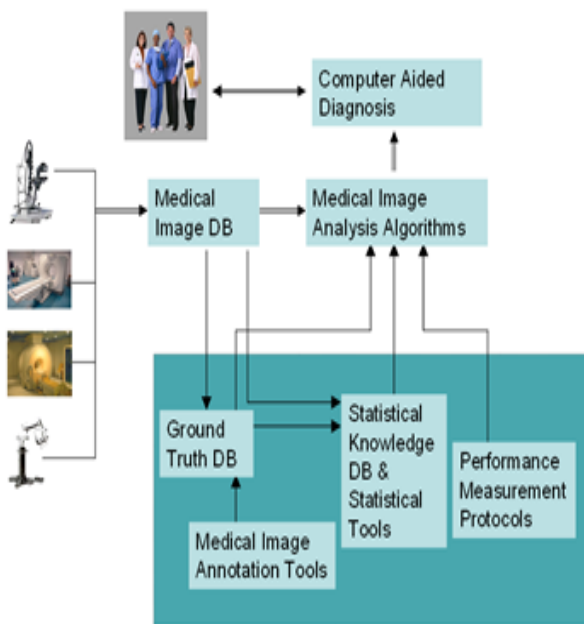 Computer Aided
Diagnosis
Medical
Image DB
Medical Image
Analysis Algorithms
Ground
Truth DB
Statistical
Knowledge
DB &
Statistical
Tools
Performance
Measurement
Protocols
Medical Image
Annotation Tools